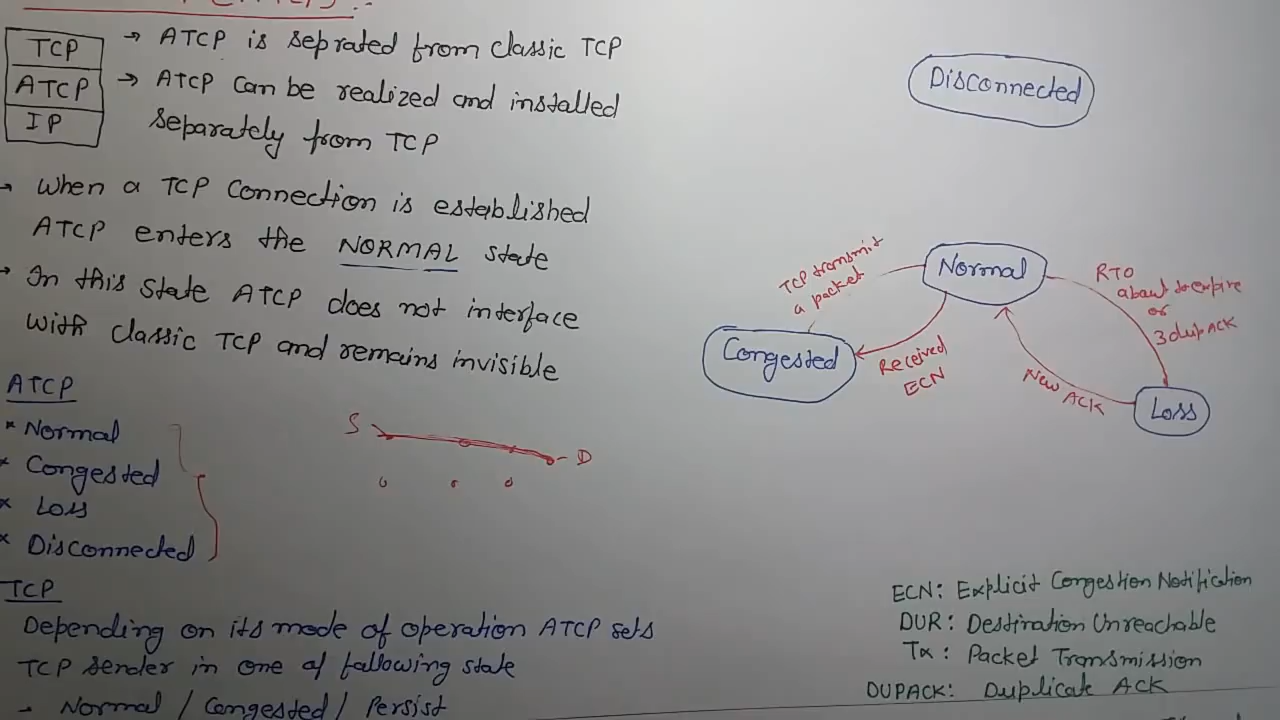 TCP
ATCP
IP
→ ATCP is seprated from classic TCP
→ ATCP can be realized and installed
separately from TCP
→ When a TCP connection is established
ATCP enters the NORMAL state
→ In this state ATCP does not interface
with classic TCP and remains invisible
ATCP
* Normal
* Congested
* Loss
* Disconnected
S
D
TCP
Depending on its mode of operation ATCP sets
TCP sender in one of following state
- Normal / Congested / Persist
Disconnected
Normal
TCP transmit
a packet
Congested
Received
ECN
RTO
about to expire
or
3 dup ACK
New ACK
Loss
ECN: Explicit Congestion Notification
DUR: Destination Unreachable
Tx: Packet Transmission
DUPACK: Duplicate ACK